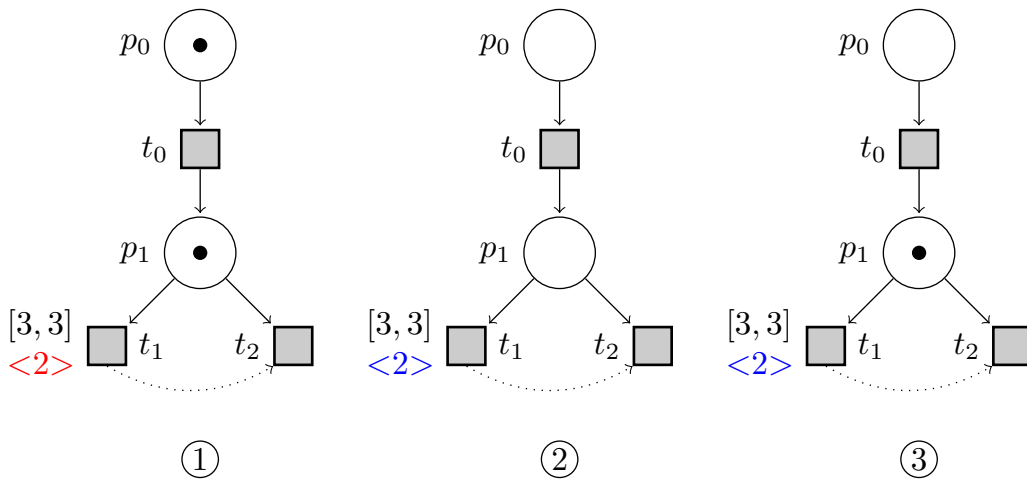 p₀ p₀ p₀
t₀ t₀ t₀
p₁ p₁ p₁
[3, 3] t₁ t₂ [3, 3] t₁ t₂ [3, 3] t₁ t₂
<2> <2> <2>
① ② ③